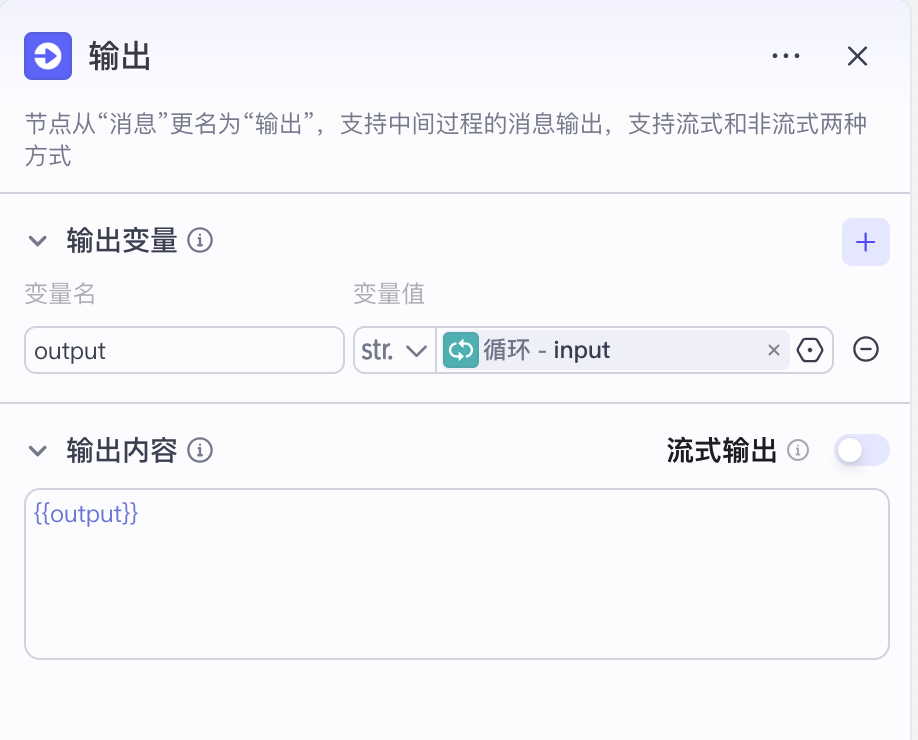 输出
节点从“消息”更名为“输出”，支持中间过程的消息输出，支持流式和非流式两种
方式
输出变量
变量名 变量值
output str. 循环 - input
输出内容 流式输出
{{output}}